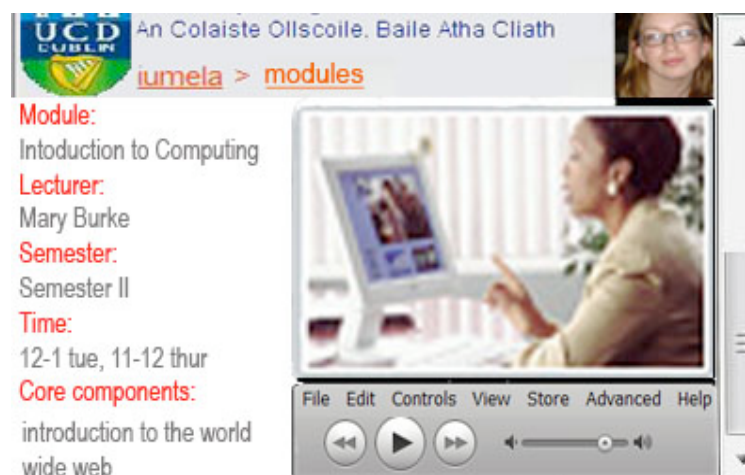 UCD
DUBLIN
An Colaiste Ollscoile, Baile Atha Cliath
iumela > modules
Module:
Intoduction to Computing
Lecturer:
Mary Burke
Semester:
Semester II
Time:
12-1 tue, 11-12 thur
Core components:
introduction to the world
wide web
File Edit Controls View Store Advanced Help